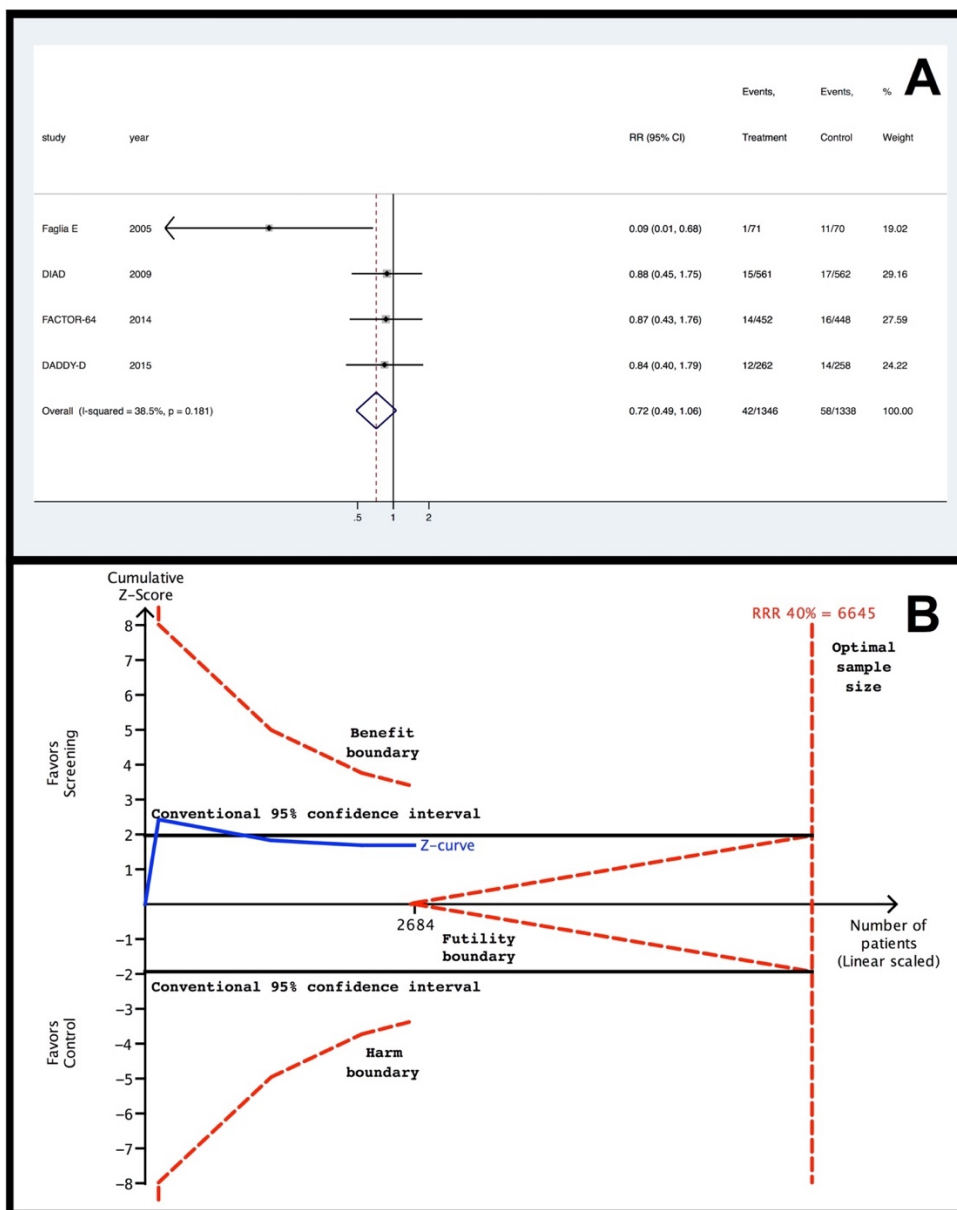 A
Events, Events, %
study year RR (95% CI) Treatment Control Weight
Faglia E 2005 0.09 (0.01, 0.68) 1/71 11/70 19.02
DIAD 2009 0.88 (0.45, 1.75) 15/561 17/562 29.16
FACTOR-64 2014 0.87 (0.43, 1.76) 14/452 16/448 27.59
DADDY-D 2015 0.84 (0.40, 1.79) 12/262 14/258 24.22
Overall (I-squared = 38.5%, p = 0.181) 0.72 (0.49, 1.06) 42/1346 58/1338 100.00
.5 1 2
B
Cumulative
Z-Score
RRR 40% = 6645
Optimal
sample
size
8
7
6
5
4
3
2
1
-1
-2
-3
-4
-5
-6
-7
-8
Favors
Screening
Favors
Control
Benefit
boundary
Conventional 95% confidence interval
Z-curve
2684
Number of
patients
(Linear scaled)
Futility
boundary
Conventional 95% confidence interval
Harm
boundary